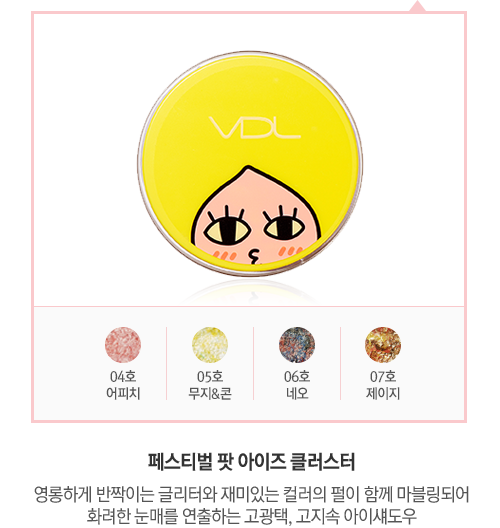 VDL
04호
어피치
05호
무지&콘
06호
네오
07호
제이지
페스티벌 팟 아이즈 클러스터
영롱하게 반짝이는 글리터와 재미있는 컬러의 펄이 함께 마블링되어
화려한 눈매를 연출하는 고광택, 고지속 아이섀도우